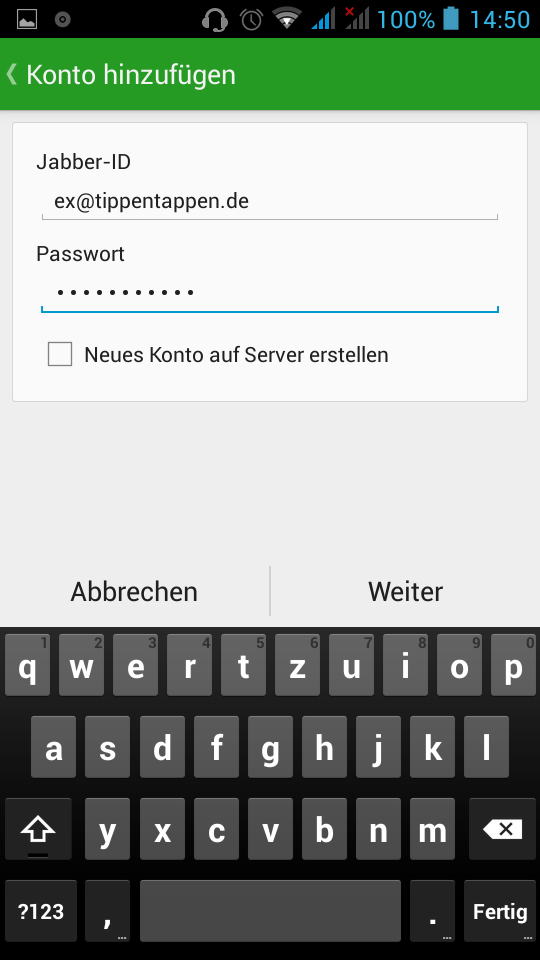 100% 14:50
Konto hinzufügen
Jabber-ID
ex@tippentappen.de
Passwort
•••••••••••
Neues Konto auf Server erstellen
Abbrechen Weiter
1 2 3 4 5 6 7 8 9 0
q w e r t z u i o p
a s d f g h j k l
y x c v b n m
?123 , . Fertig